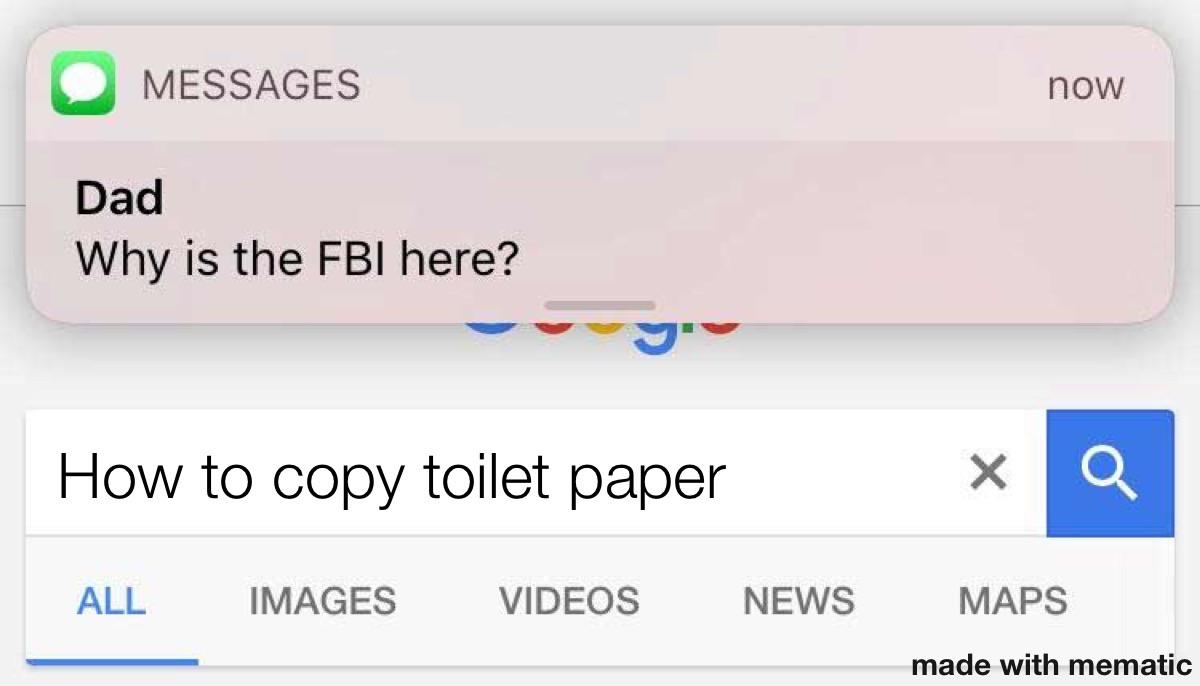 MESSAGES now
Dad
Why is the FBI here?
Google
How to copy toilet paper
ALL IMAGES VIDEOS NEWS MAPS
made with mematic